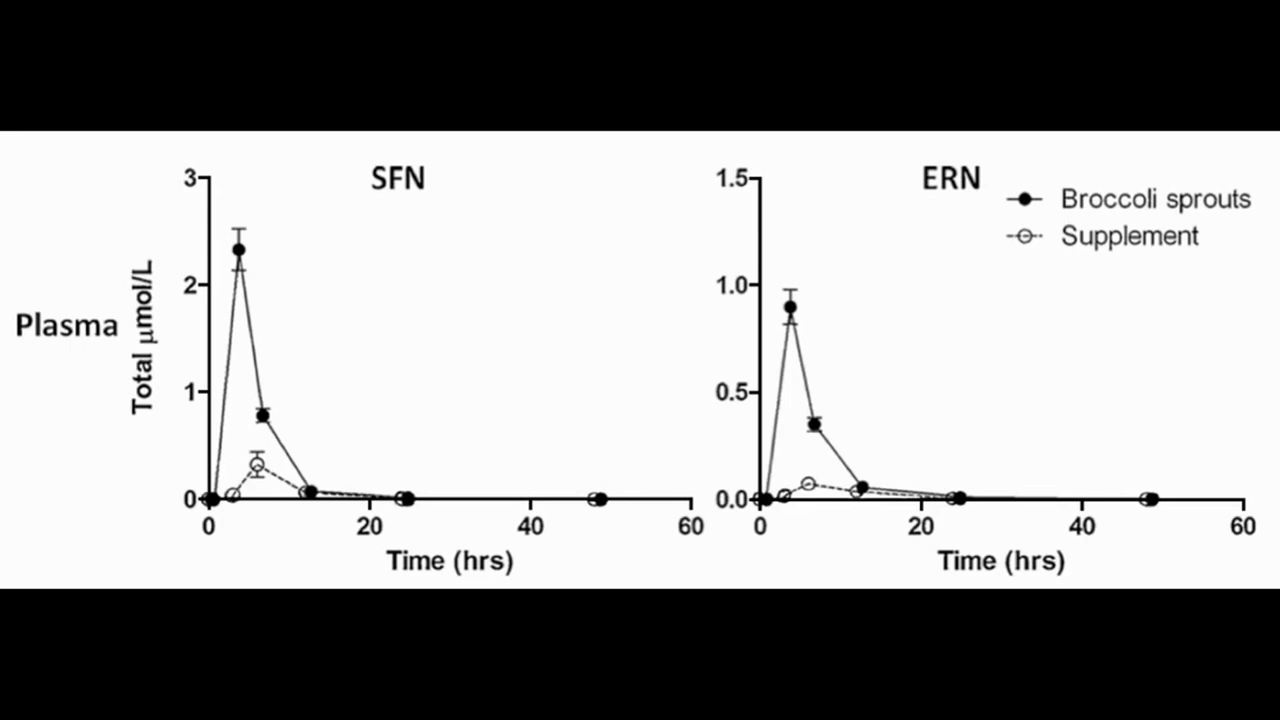 SFN
ERN
Broccoli sprouts
Supplement
Plasma
Total μmol/L
3
2
1
0
0
20
40
60
Time (hrs)
1.5
1.0
0.5
0.0
0
20
40
60
Time (hrs)